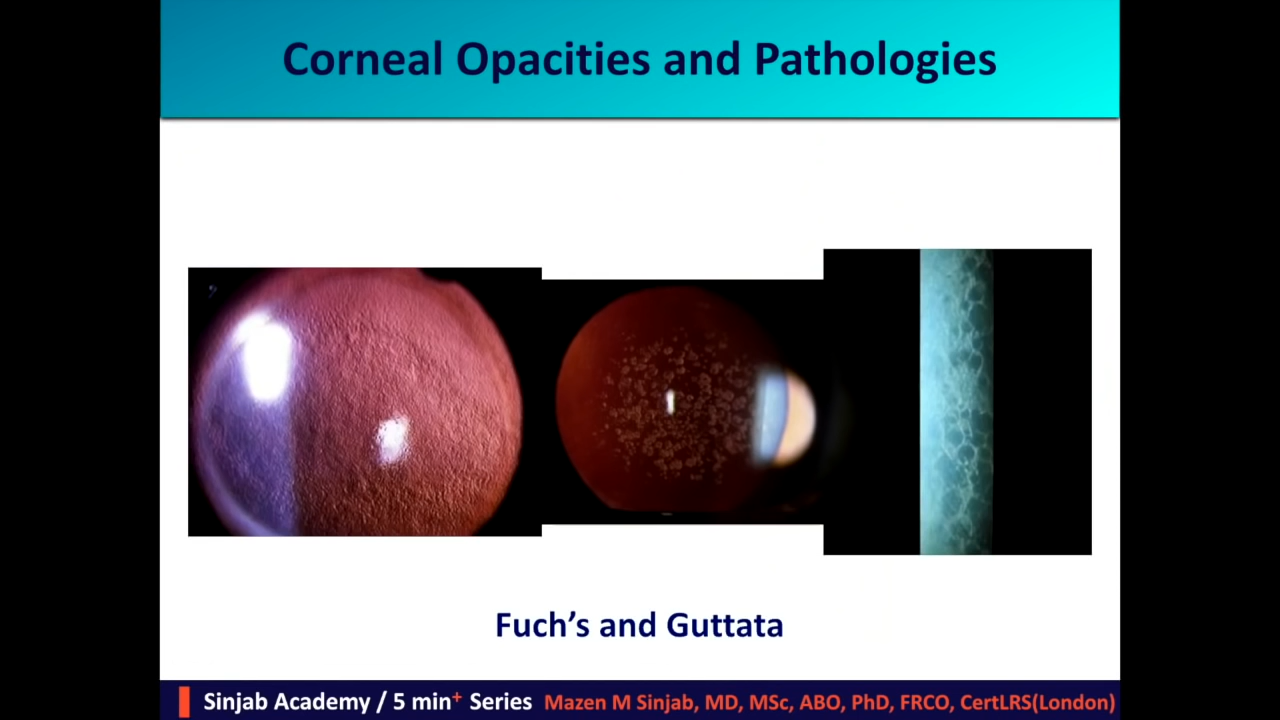 Corneal Opacities and Pathologies
Fuch’s and Guttata
Sinjab Academy / 5 min+ Series Mazen M Sinjab, MD, MSc, ABO, PhD, FRCO, CertLRS(London)